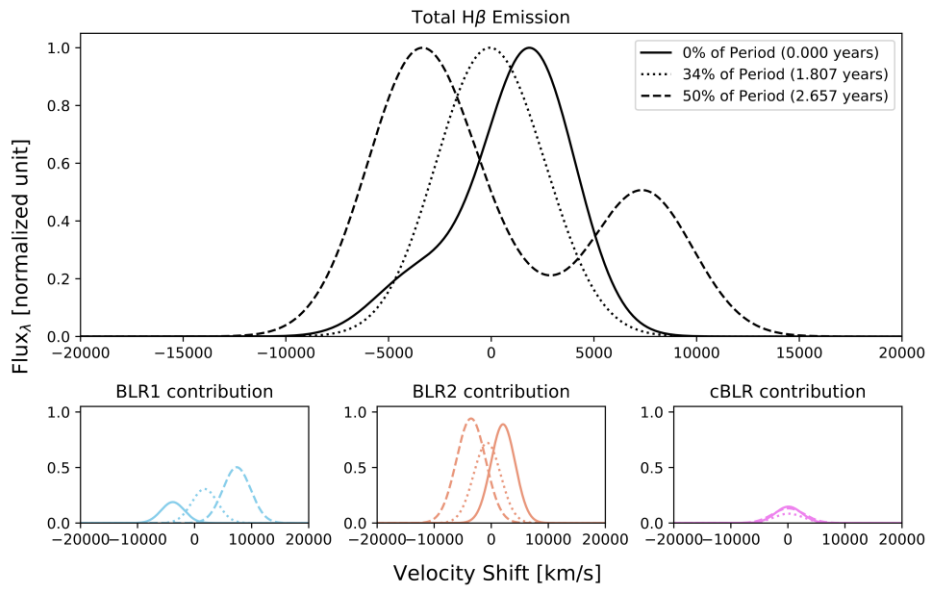 Total Hβ Emission
1.0
0.8
0.6
0.4
0.2
0.0
Flux_λ [normalized unit]
0% of Period (0.000 years)
34% of Period (1.807 years)
50% of Period (2.657 years)
−20000 −15000 −10000 −5000 0 5000 10000 15000 20000
BLR1 contribution BLR2 contribution cBLR contribution
1.0 1.0 1.0
0.5 0.5 0.5
0.0 0.0 0.0
−20000 −10000 0 10000 20000 −20000 −10000 0 10000 20000 −20000 −10000 0 10000 20000
Velocity Shift [km/s]